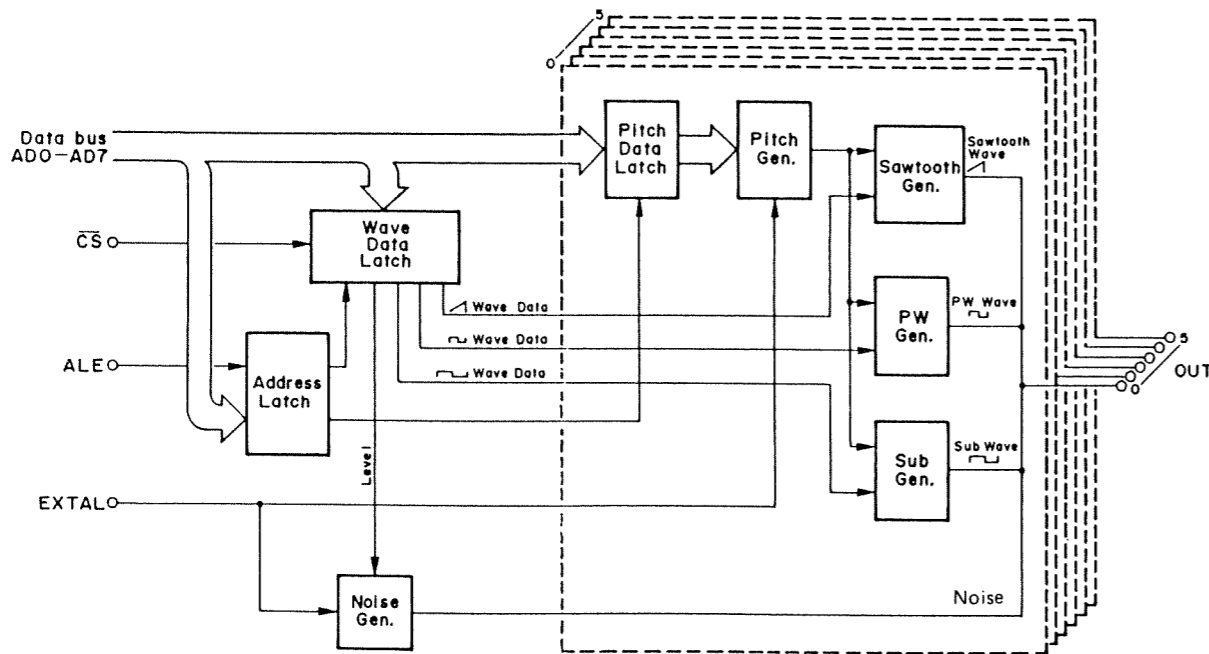 5
0
Data bus
AD0-AD7
Pitch
Data
Latch
Pitch
Gen.
Sawtooth
Gen.
Sawtooth
Wave
C̅S̅
Wave
Data
Latch
Wave Data
PW
Gen.
PW Wave
Wave Data
5
OUT
0
ALE
Address
Latch
Wave Data
Level
Sub
Gen.
Sub Wave
EXTAL
Noise
Gen.
Noise